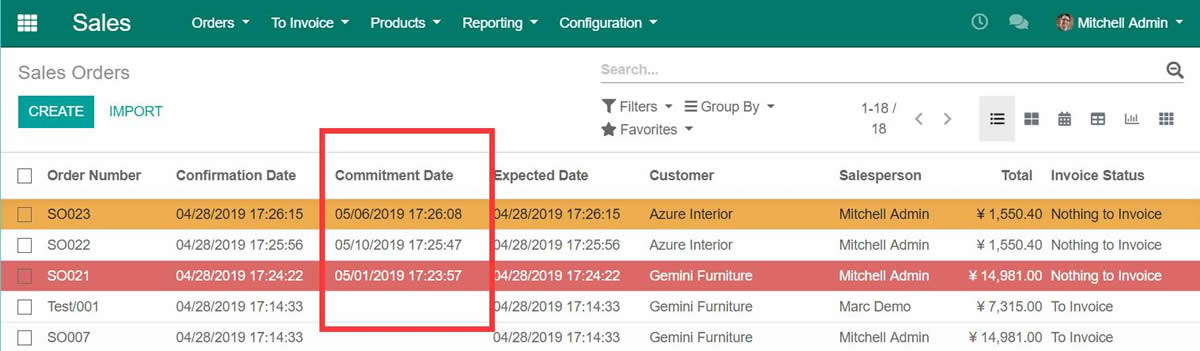 Sales Orders To Invoice Products Reporting Configuration Mitchell Admin
Sales Orders Search...
CREATE IMPORT Filters Group By 1-18 /
Favorites 18
Order Number Confirmation Date Commitment Date Expected Date Customer Salesperson Total Invoice Status
SO023 04/28/2019 17:26:15 05/06/2019 17:26:08 04/28/2019 17:26:15 Azure Interior Mitchell Admin ¥ 1,550.40 Nothing to Invoice
SO022 04/28/2019 17:25:56 05/10/2019 17:25:47 04/28/2019 17:25:56 Azure Interior Mitchell Admin ¥ 1,550.40 Nothing to Invoice
SO021 04/28/2019 17:24:22 05/01/2019 17:23:57 04/28/2019 17:24:22 Gemini Furniture Mitchell Admin ¥ 14,981.00 Nothing to Invoice
Test/001 04/28/2019 17:14:33 04/28/2019 17:14:33 Gemini Furniture Marc Demo ¥ 7,315.00 To Invoice
SO007 04/28/2019 17:14:33 04/28/2019 17:14:33 Gemini Furniture Mitchell Admin ¥ 14,981.00 To Invoice